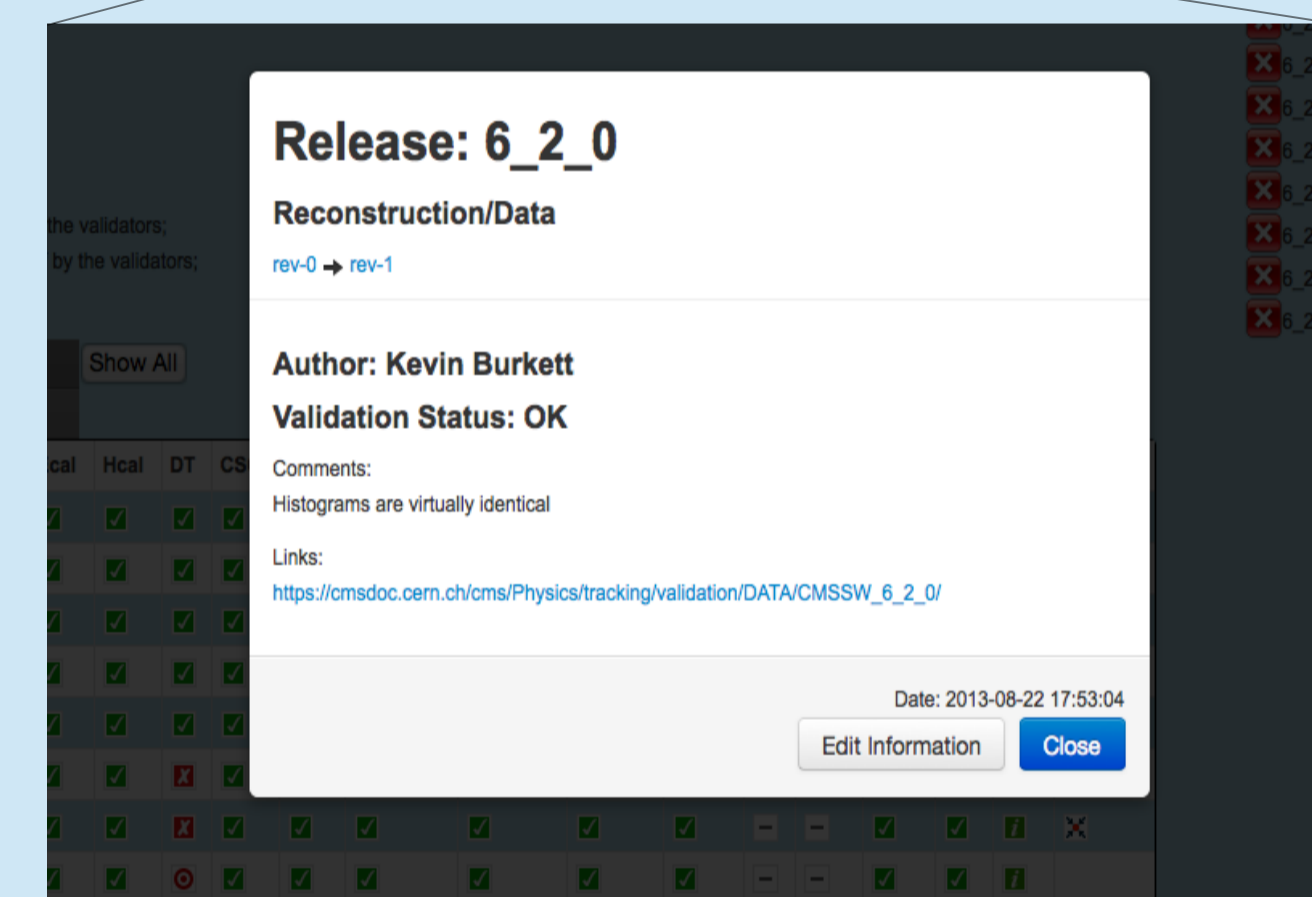 Release: 6_2_0
Reconstruction/Data
rev-0 → rev-1
the validators;
by the validators;
Show All
Author: Kevin Burkett
Validation Status: OK
Hcal DT
Comments:
Histograms are virtually identical
Links:
https://cmsdoc.cern.ch/cms/Physics/tracking/validation/DATA/CMSSW_6_2_0/
Date: 2013-08-22 17:53:04
Edit Information Close